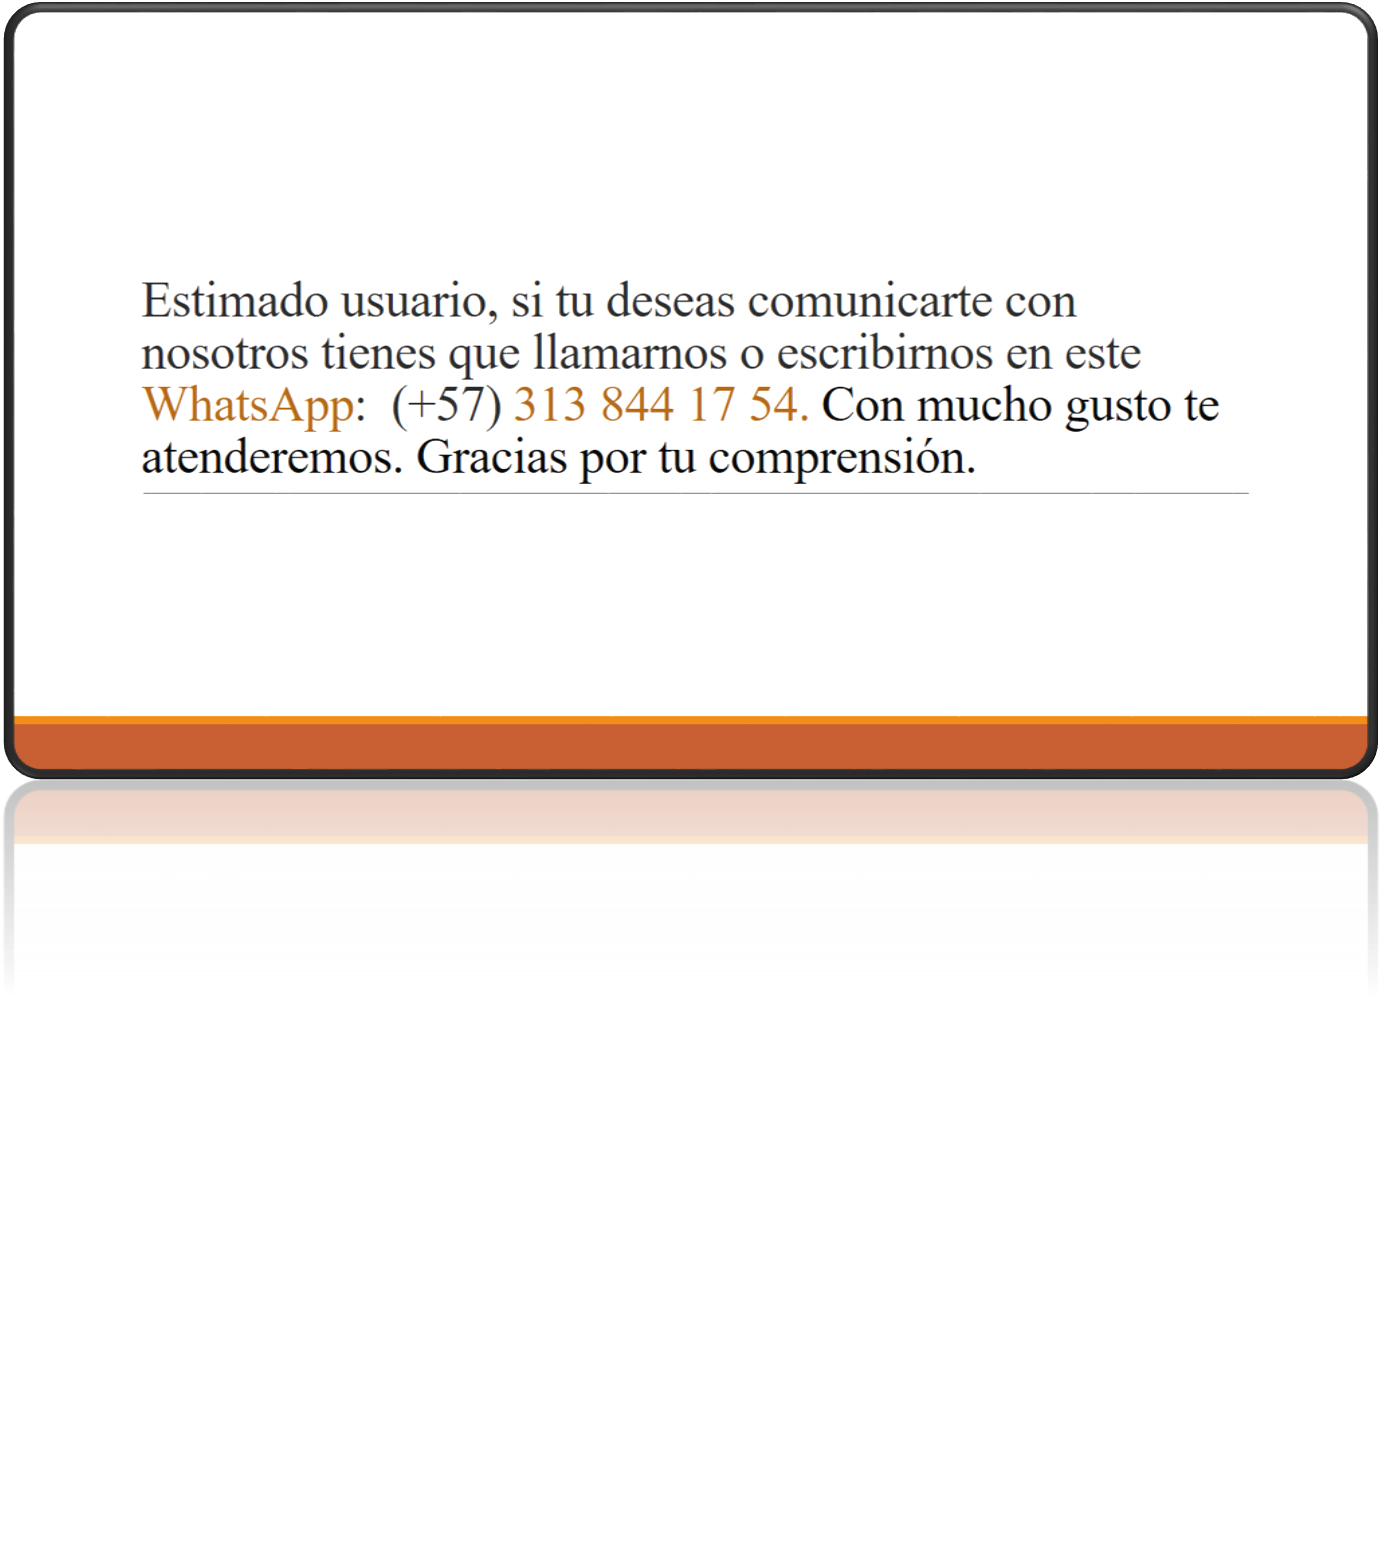 Estimado usuario, si tu deseas comunicarte con
nosotros tienes que llamarnos o escribirnos en este
WhatsApp:  (+57) 313 844 17 54. Con mucho gusto te
atenderemos. Gracias por tu comprensión.